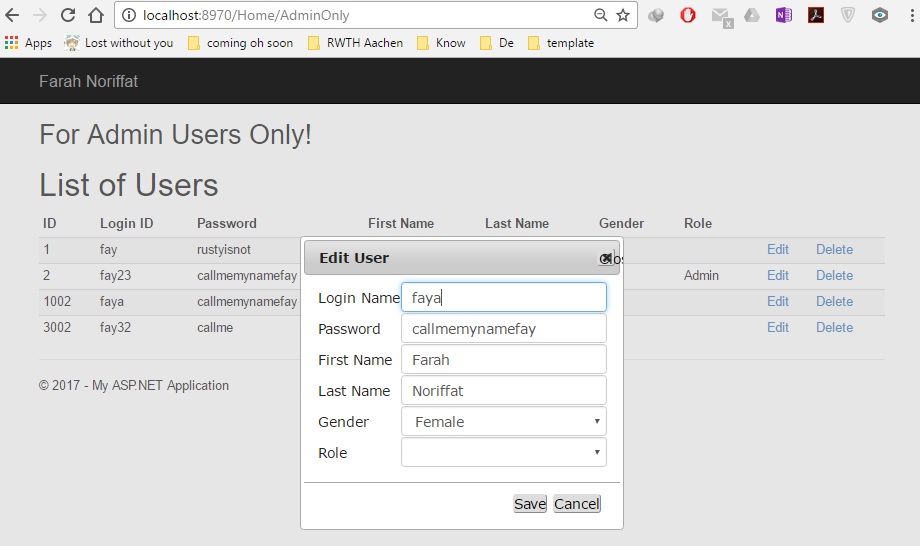 localhost:8970/Home/AdminOnly
Apps Lost without you coming oh soon RWTH Aachen Know De template
Farah Noriffat
For Admin Users Only!
List of Users
ID Login ID Password First Name Last Name Gender Role
1 fay rustyisnot Edit Delete
2 fay23 callmemynamefay Admin Edit Delete
1002 faya callmemynamefay Edit Delete
3002 fay32 callme Edit Delete
© 2017 - My ASP.NET Application
Edit User Clos
Login Name faya
Password callmemynamefay
First Name Farah
Last Name Noriffat
Gender Female
Role
Save Cancel